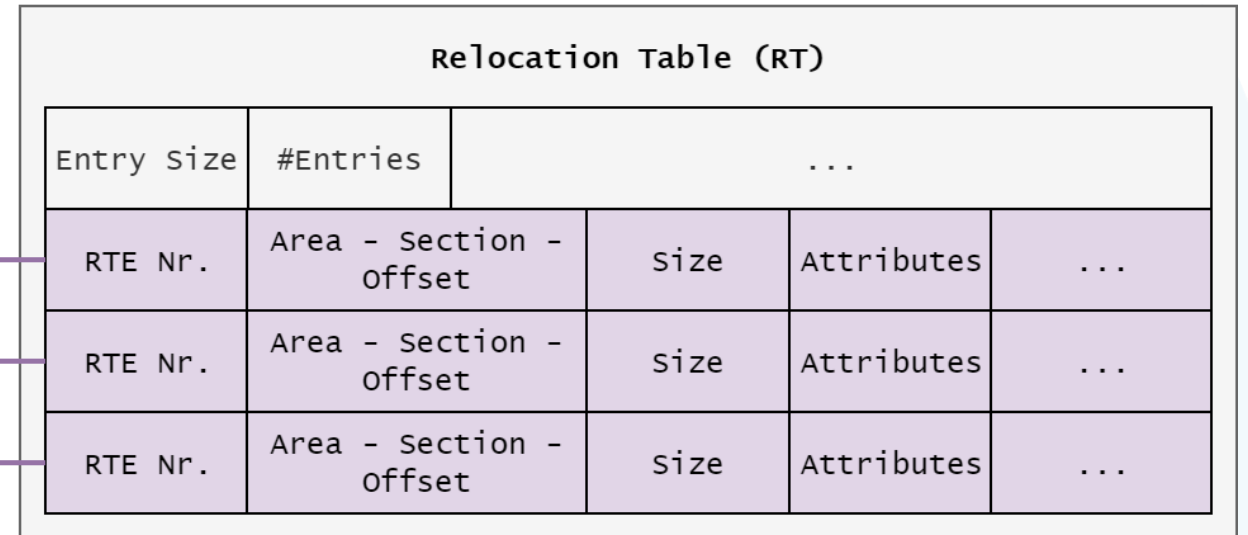 Relocation Table (RT)
Entry Size #Entries ...
RTE Nr. Area - Section - Offset Size Attributes ...
RTE Nr. Area - Section - Offset Size Attributes ...
RTE Nr. Area - Section - Offset Size Attributes ...